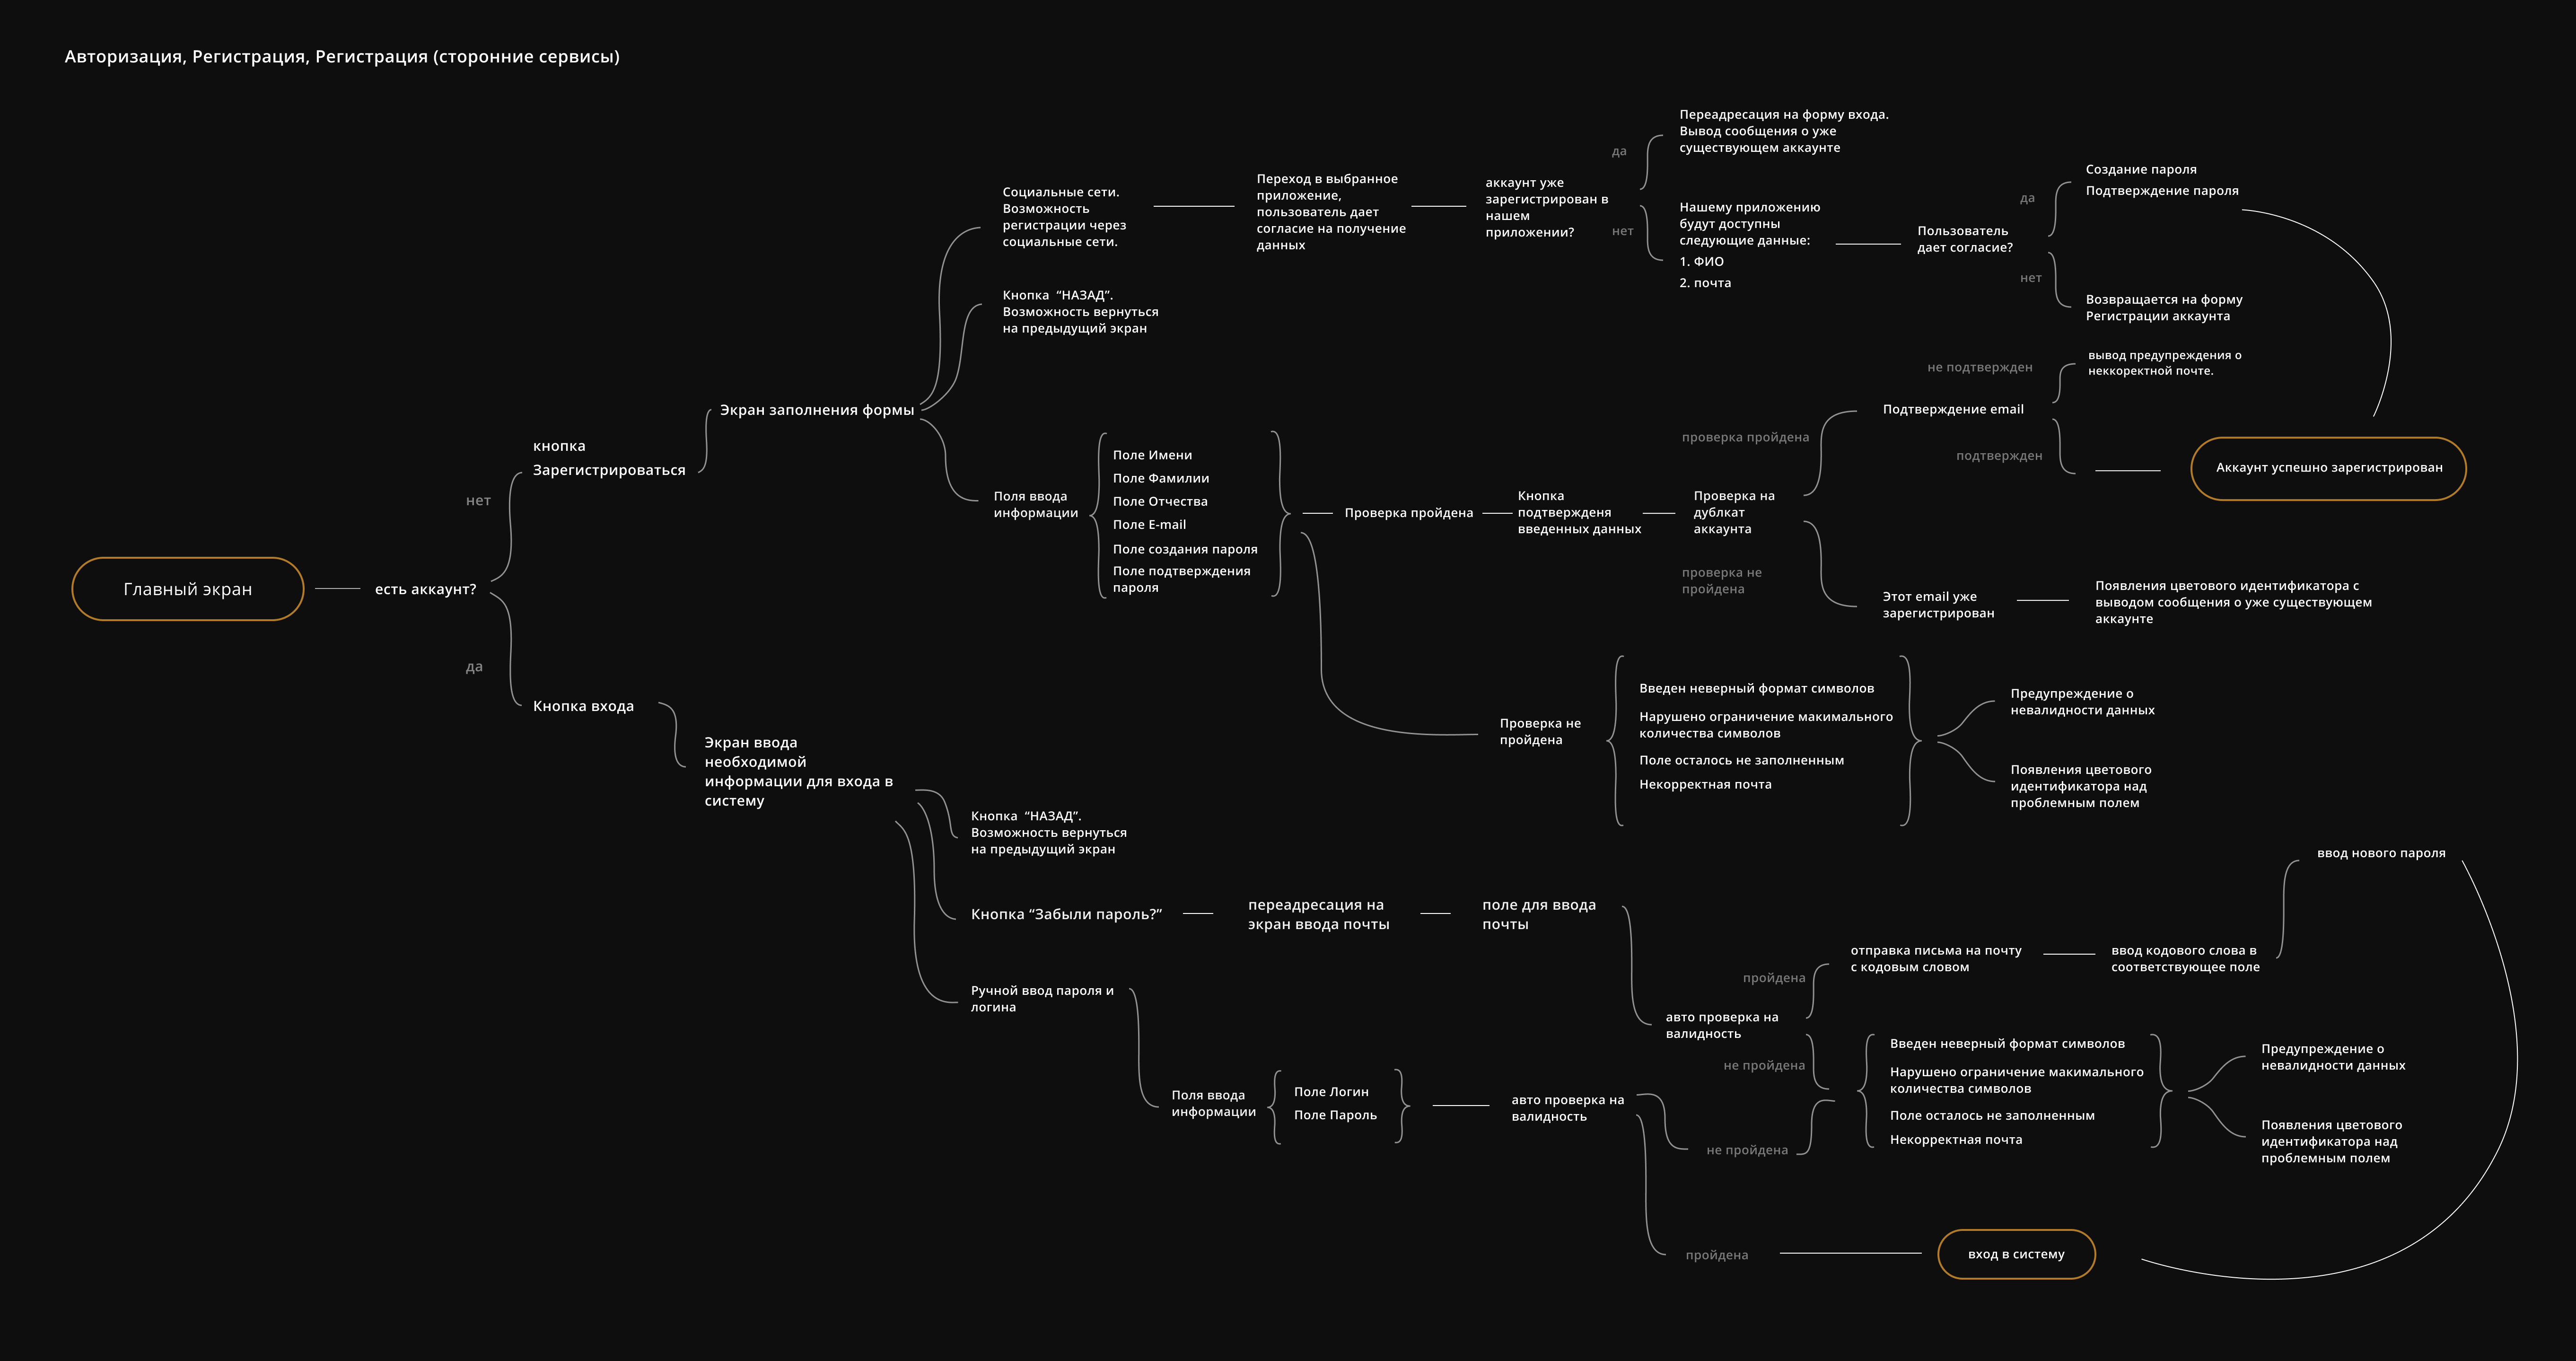 Авторизация, Регистрация, Регистрация (сторонние сервисы)
Главный экран
есть аккаунт?
нет
да
кнопка
Зарегистрироваться
Экран заполнения формы
Социальные сети.
Возможность
регистрации через
социальные сети.
Переход в выбранное
приложение,
пользователь дает
согласие на получение
данных
аккаунт уже
зарегистрирован в
нашем
приложении?
да
нет
Переадресация на форму входа.
Вывод сообщения о уже
существующем аккаунте
Нашему приложению
будут доступны
следующие данные:
1. ФИО
2. почта
Пользователь
дает согласие?
да
нет
Создание пароля
Подтверждение пароля
Возвращается на форму
Регистрации аккаунта
Кнопка “НАЗАД”.
Возможность вернуться
на предыдущий экран
Поля ввода
информации
Поле Имени
Поле Фамилии
Поле Отчества
Поле E-mail
Поле создания пароля
Поле подтверждения
пароля
Проверка пройдена
Кнопка
подтверженя
введенных данных
Проверка на
дублкат
аккаунта
проверка пройдена
проверка не
пройдена
Подтверждение email
не подтвержден
подтвержден
вывод предупреждения о
неккоректной почте.
Аккаунт успешно зарегистрирован
Этот email уже
зарегистрирован
Появления цветового идентификатора с
выводом сообщения о уже существующем
аккаунте
Проверка не
пройдена
Введен неверный формат символов
Нарушено ограничение макимального
количества символов
Поле осталось не заполненным
Некорректная почта
Предупреждение о
невалидности данных
Появления цветового
идентификатора над
проблемным полем
Кнопка входа
Экран ввода
необходимой
информации для входа в
систему
Кнопка “НАЗАД”.
Возможность вернуться
на предыдущий экран
Кнопка “Забыли пароль?”
переадресация на
экран ввода почты
поле для ввода
почты
авто проверка на
валидность
пройдена
не пройдена
отправка письма на почту
с кодовым словом
ввод кодового слова в
соответствующее поле
ввод нового пароля
Ручной ввод пароля и
логина
Поля ввода
информации
Поле Логин
Поле Пароль
авто проверка на
валидность
не пройдена
пройдена
Введен неверный формат символов
Нарушено ограничение макимального
количества символов
Поле осталось не заполненным
Некорректная почта
Предупреждение о
невалидности данных
Появления цветового
идентификатора над
проблемным полем
вход в систему